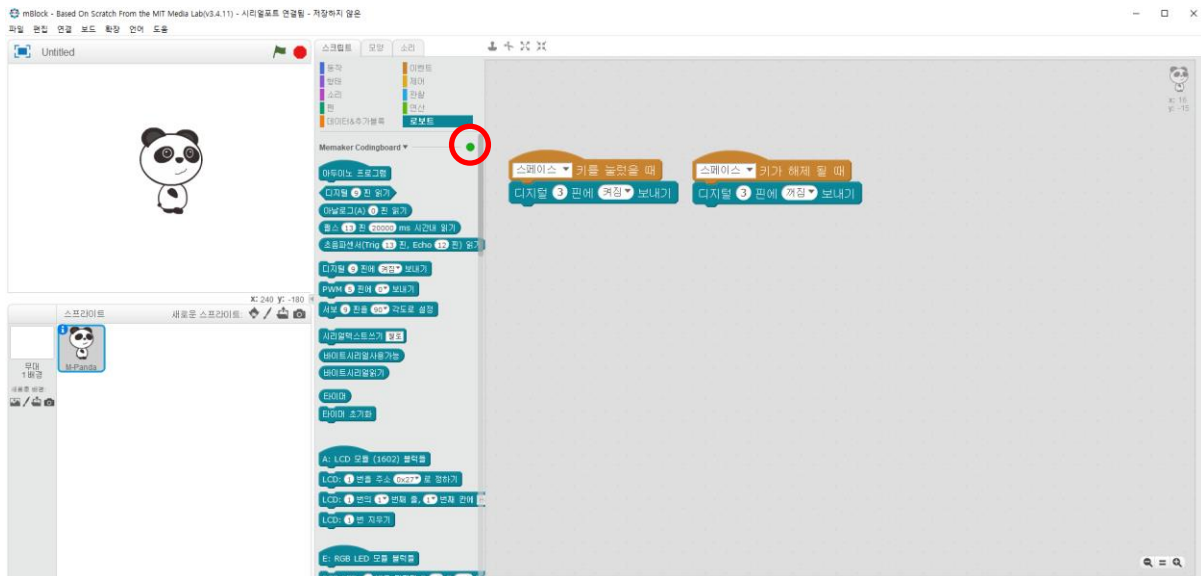 mBlock - Based On Scratch From the MIT Media Lab(v3.4.11) - 시리얼포트 연결됨 - 저장하지 않은
파일 편집 연결 보드 확장 언어 도움
Untitled
X: 240 y: -180
스프라이트 새로운 스프라이트:
무대
1 배경
새로운 배경:
M-Panda
스크립트 모양 소리
동작 이벤트
형태 제어
소리 관찰
펜 연산
데이터&추가블록 로보트
Memaker Codingboard
아두이노 프로그램
디지털 9 핀 읽기
아날로그(A) 0 핀 읽기
펄스 13 핀 20000 ms 시간내 읽기
초음파센서(Trig 13 핀, Echo 12 핀) 읽기
디지털 9 핀에 켜짐 보내기
PWM 5 핀에 0 보내기
서보 9 핀을 90 각도로 설정
시리얼텍스트쓰기 헬로
바이트시리얼사용가능
바이트시리얼읽기
타이머
타이머 초기화
A: LCD 모듈 (1602) 블럭들
LCD: 1 번을 주소 0x27 로 정하기
LCD: 1 번의 1 번째 줄, 1 번째 칸에
LCD: 1 번 지우기
E: RGB LED 모듈 블럭들
스페이스 키를 눌렀을 때
디지털 3 핀에 켜짐 보내기
스페이스 키가 해제 될 때
디지털 3 핀에 꺼짐 보내기
x: 16
y: -15